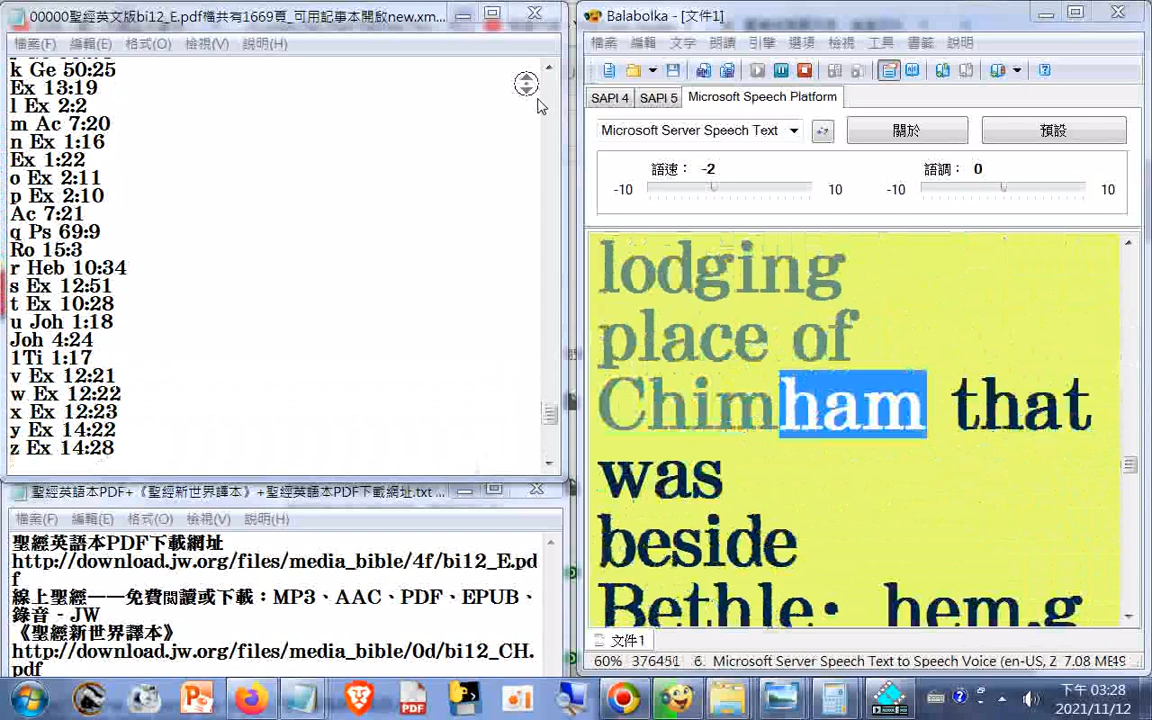 00000聖經英文版bi12_E.pdf檔共有1669頁_可用記事本開啟new.xm...
檔案(F) 編輯(E) 格式(O) 檢視(V) 說明(H)
k Ge 50:25
Ex 13:19
l Ex 2:2
m Ac 7:20
n Ex 1:16
Ex 1:22
o Ex 2:11
p Ex 2:10
Ac 7:21
q Ps 69:9
Ro 15:3
r Heb 10:34
s Ex 12:51
t Ex 10:28
u Joh 1:18
Joh 4:24
1Ti 1:17
v Ex 12:21
w Ex 12:22
x Ex 12:23
y Ex 14:22
z Ex 14:28
聖經英語本PDF+《聖經新世界譯本》+聖經英語本PDF下載網址.txt ...
檔案(F) 編輯(E) 格式(O) 檢視(V) 說明(H)
聖經英語本PDF下載網址
http://download.jw.org/files/media_bible/4f/bi12_E.pd
f
線上聖經——免費閱讀或下載：MP3、AAC、PDF、EPUB、
錄音 - JW
《聖經新世界譯本》
http://download.jw.org/files/media_bible/0d/bi12_CH.
pdf
Balabolka - [文件1]
檔案 編輯 文字 朗讀 引擎 選項 檢視 工具 書籤 說明
SAPI 4 SAPI 5 Microsoft Speech Platform
Microsoft Server Speech Text 關於 預設
語速： -2 語調： 0
-10 10 -10 10
lodging
place of
Chimham that
was
beside
Bethle· hem,g
文件1
60% 376451 6. Microsoft Server Speech Text to Speech Voice (en-US, Z 7.08 MB
下午 03:28
2021/11/12